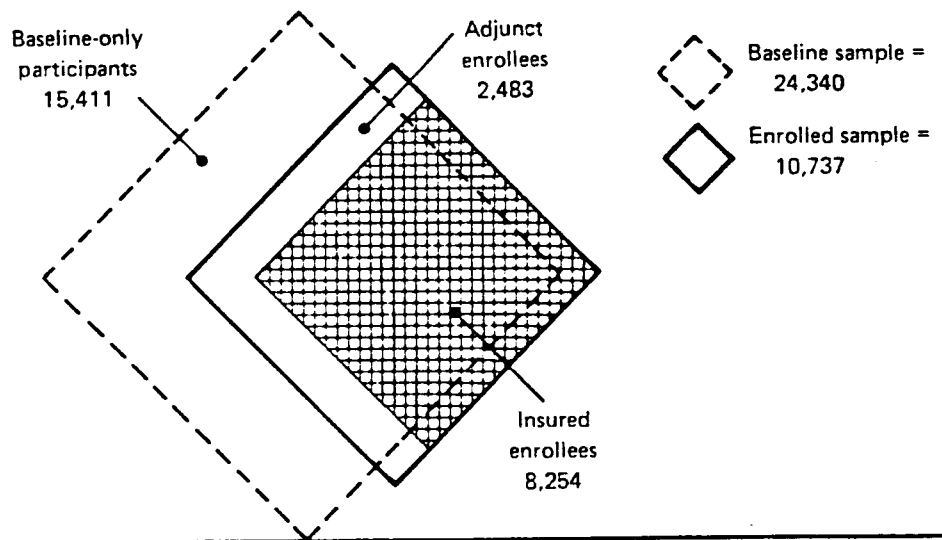 Baseline-only
participants
15,411
Adjunct
enrollees
2,483
Baseline sample =
24,340
Enrolled sample =
10,737
Insured
enrollees
8,254